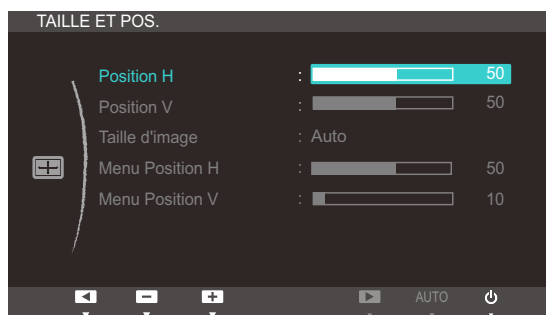 TAILLE ET POS.
Position H : 50
Position V : 50
Taille d'image : Auto
Menu Position H : 50
Menu Position V : 10
AUTO